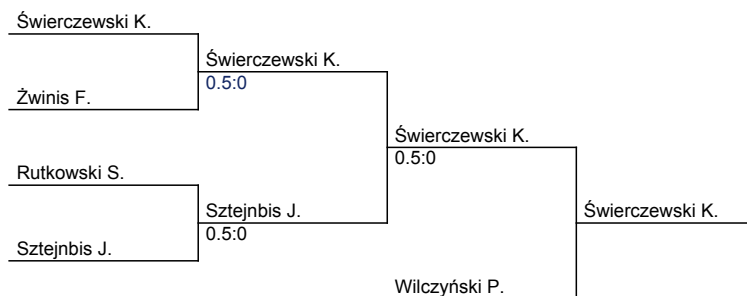 Świerczewski K.
Świerczewski K.
0.5:0
Żwinis F.
Świerczewski K.
0.5:0
Rutkowski S.
Sztejnbis J.
0.5:0
Świerczewski K.
Sztejnbis J.
Wilczyński P.